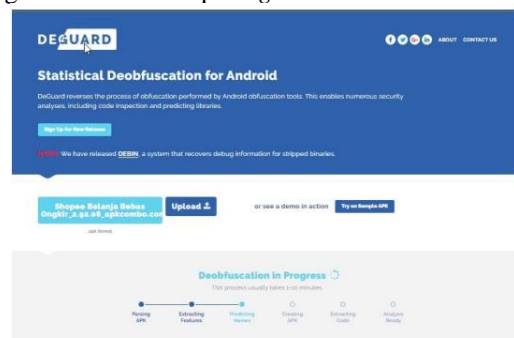 DEGUARD
ABOUT CONTACT US
Statistical Deobfuscation for Android
DeGuard reverses the process of obfuscation performed by Android obfuscation tools. This enables numerous security
analyses, including code inspection and predicting libraries.
Sign Up for New Release
We have released DEBIN, a system that recovers debug information for stripped binaries.
Shopee Belanja Bebas
Ongkir_2.92.08_apkcombo.com
Upload
or see a demo in action
Try on Sample APK
.apk format
Deobfuscation in Progress
This process usually takes 1-10 minutes.
Parsing APK
Extracting Features
Predicting Names
Creating APK
Extracting Code
Analysis Ready